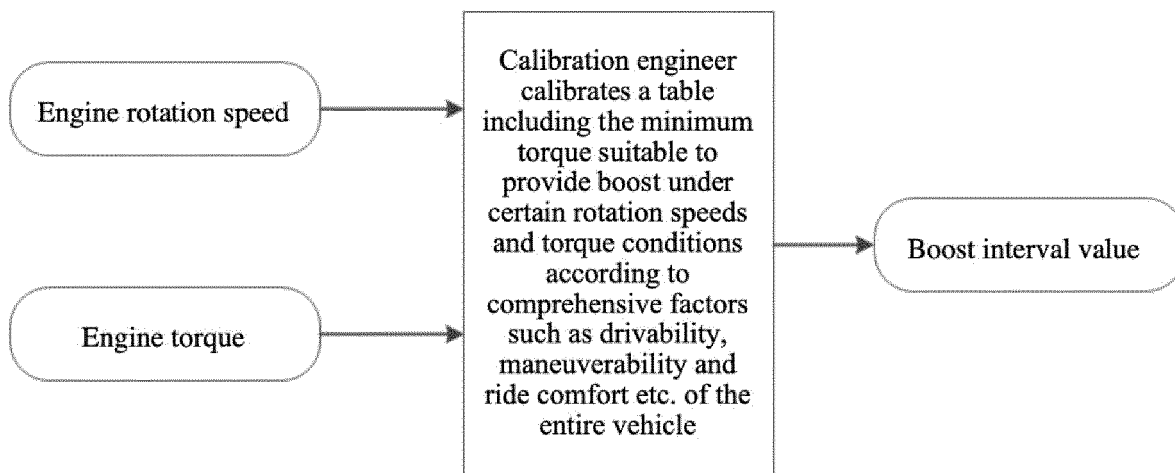 Engine rotation speed
Engine torque
Calibration engineer
calibrates a table
including the minimum
torque suitable to
provide boost under
certain rotation speeds
and torque conditions
according to
comprehensive factors
such as drivability,
maneuverability and
ride comfort etc. of the
entire vehicle
Boost interval value